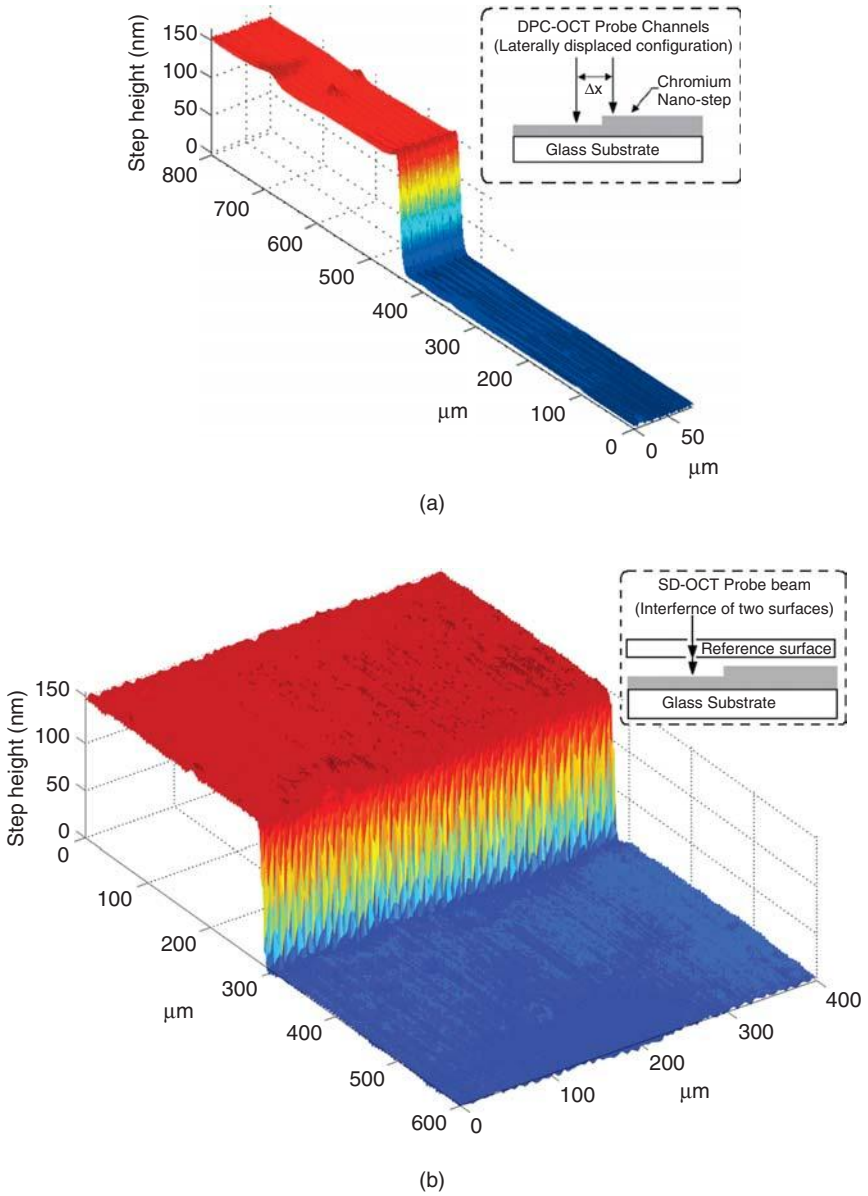 DPC-OCT Probe Channels
(Laterally displaced configuration)
Δx
Chromium
Nano-step
Glass Substrate
Step height (nm)
150
100
50
0
800
700
600
500
400
300
200
100
0
μm
0
50
μm
(a)
SD-OCT Probe beam
(Interfernce of two surfaces)
Reference surface
Glass Substrate
Step height (nm)
150
100
50
0
0
100
200
300
400
500
600
μm
0
100
200
300
400
μm
(b)